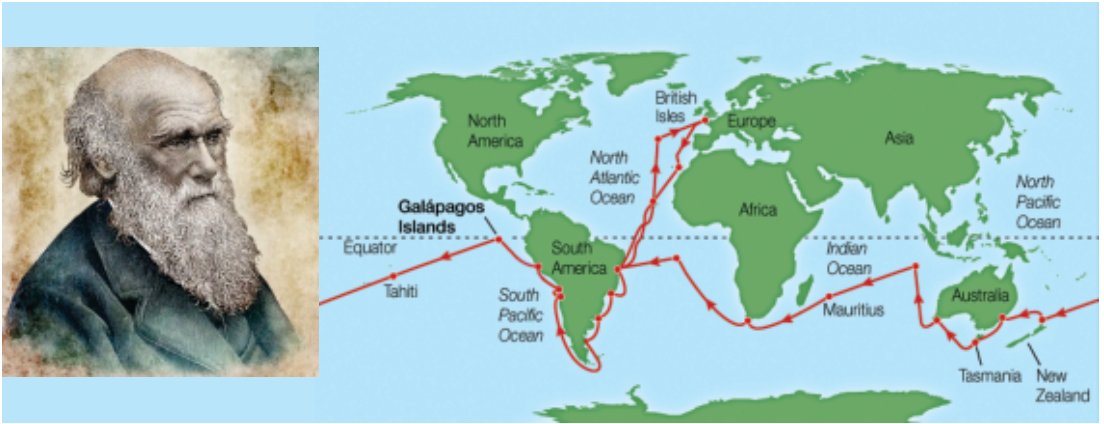 North
America
British
Isles
Europe
Asia
North
Atlantic
Ocean
North
Pacific
Ocean
Galápagos
Islands
Africa
Equator
South
America
Indian
Ocean
Tahiti
South
Pacific
Ocean
Mauritius
Australia
Tasmania
New
Zealand